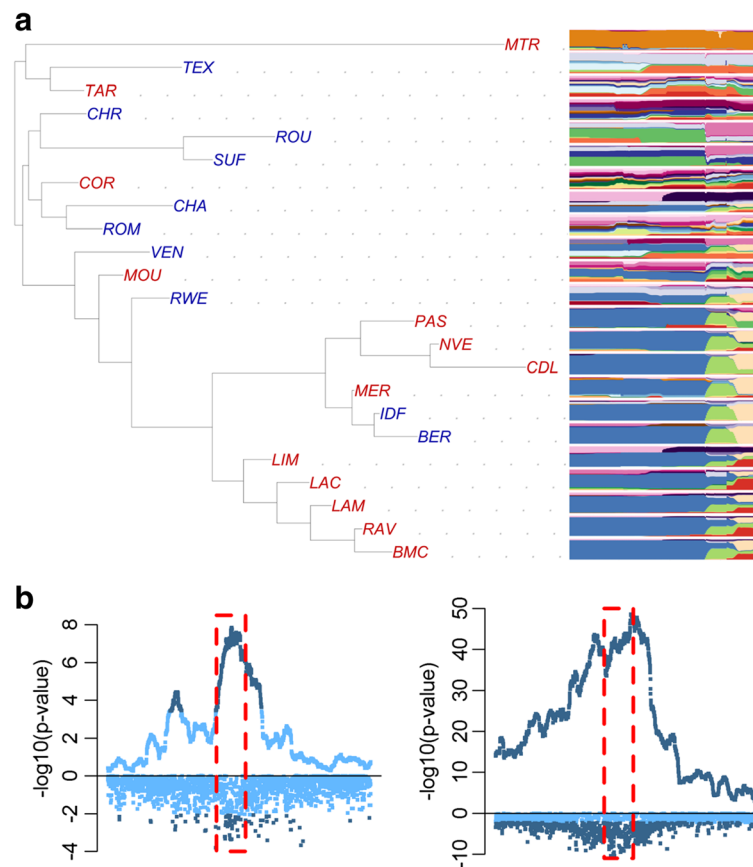 a
MTR
TEX
TAR
CHR
ROU
SUF
COR
CHA
ROM
VEN
MOU
RWE
PAS
NVE
CDL
MER
IDF
BER
LIM
LAC
LAM
RAV
BMC
b
-log10(p-value)
8
6
4
2
0
-2
-4
-log10(p-value)
50
40
30
20
10
0
-10